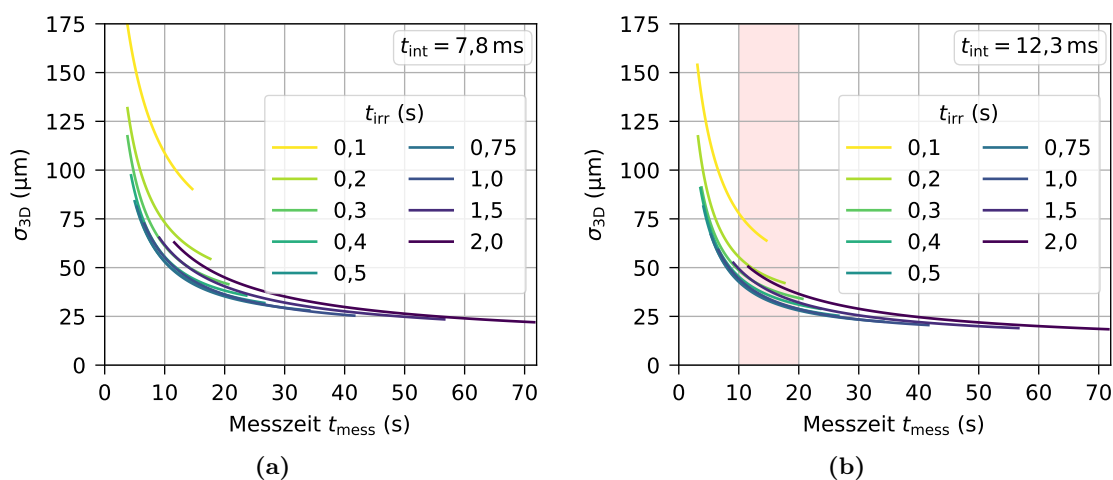 175
150
125
100
75
50
25
0
σ3D (µm)
tint = 7,8 ms
tirr (s)
0,1
0,2
0,3
0,4
0,5
0,75
1,0
1,5
2,0
0 10 20 30 40 50 60 70
Messzeit tmess (s)
(a)
175
150
125
100
75
50
25
0
σ3D (µm)
tint = 12,3 ms
tirr (s)
0,1
0,2
0,3
0,4
0,5
0,75
1,0
1,5
2,0
0 10 20 30 40 50 60 70
Messzeit tmess (s)
(b)